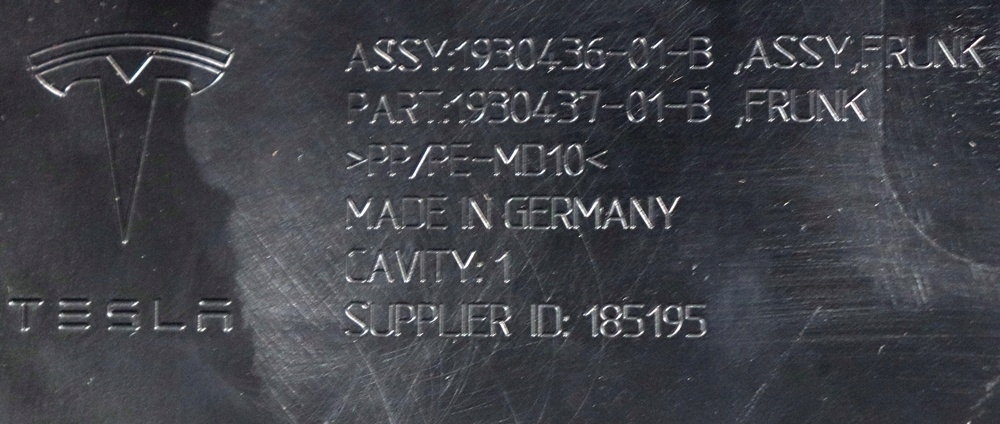 ASSY:1930436-01-B ,ASSY,FRUNK
PART:1930437-01-B ,FRUNK
>PP/PE-MD10<
MADE IN GERMANY
CAVITY: 1
SUPPLIER ID: 185195
TESLA